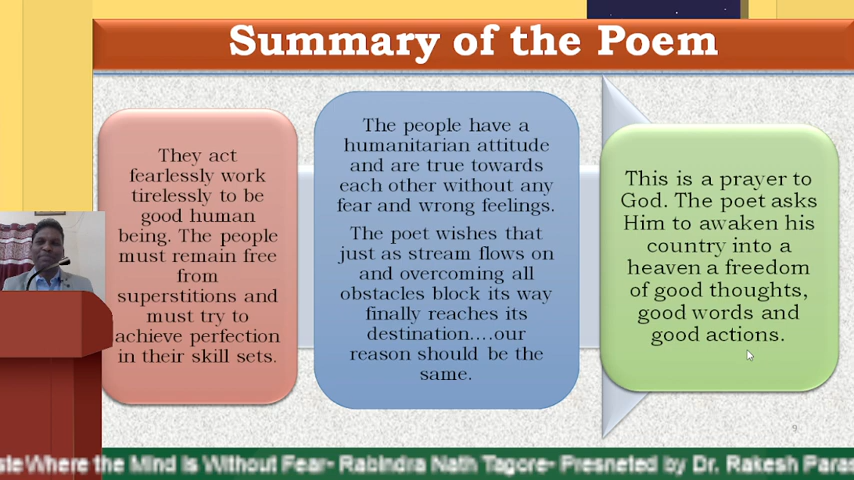 Summary of the Poem
They act
fearlessly work
tirelessly to be
good human
being. The people
must remain free
from
superstitions and
must try to
achieve perfection
in their skill sets.
The people have a
humanitarian attitude
and are true towards
each other without any
fear and wrong feelings.
The poet wishes that
just as stream flows on
and overcoming all
obstacles block its way
finally reaches its
destination....our
reason should be the
same.
This is a prayer to
God. The poet asks
Him to awaken his
country into a
heaven a freedom
of good thoughts,
good words and
good actions.
9
Where the Mind Is Without Fear- Rabindra Nath Tagore- Presneted by Dr. Rakesh